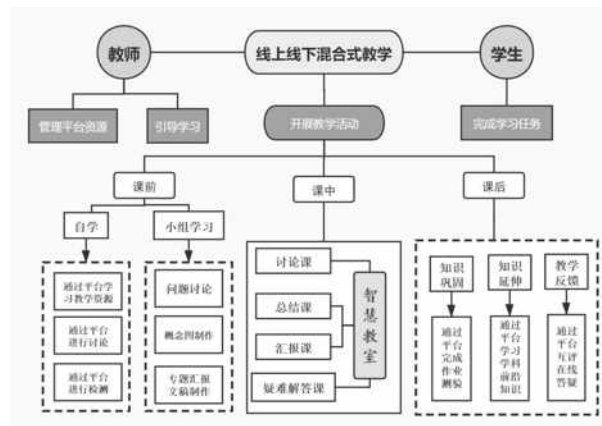 教师
线上线下混合式教学
学生
管理平台资源
引导学习
开展教学活动
完成学习任务
课前
课中
课后
自学
小组学习
通过平台学
习教学资源
通过平台
进行讨论
通过平台
进行检测
问题讨论
概念图制作
专题汇报
文稿制作
讨论课
总结课
汇报课
疑难解答课
智
慧
教
室
知识
巩固
知识
延伸
教学
反馈
通过
平台
完成
作业
测验
通过
平台
学习
学科
前沿
知识
通过
平台
互评
在线
答疑